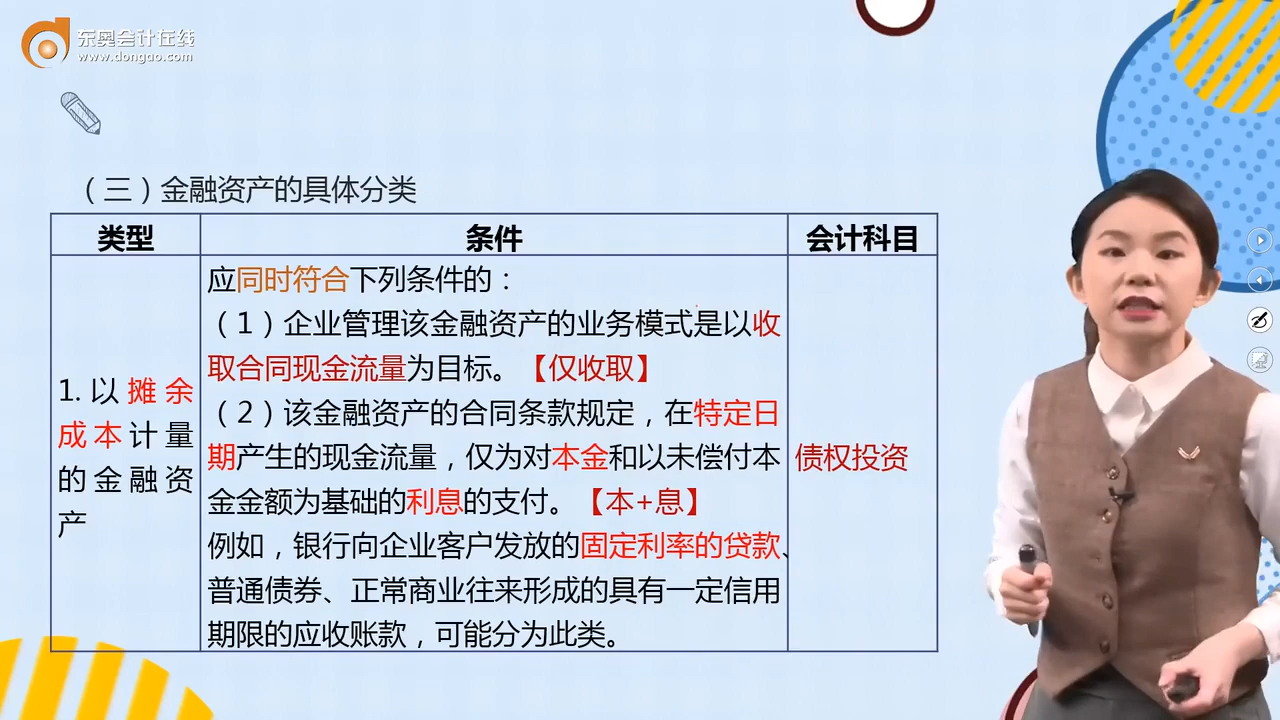 东奥会计在线
www.dongao.com
（三）金融资产的具体分类
类型 条件 会计科目
1.以摊余成本计量的金融资产
应同时符合下列条件的：
（1）企业管理该金融资产的业务模式是以收
取合同现金流量为目标。【仅收取】
（2）该金融资产的合同条款规定，在特定日
期产生的现金流量，仅为对本金和以未偿付本
金金额为基础的利息的支付。【本+息】
例如，银行向企业客户发放的固定利率的贷款、
普通债券、正常商业往来形成的具有一定信用
期限的应收账款，可能分为此类。
债权投资